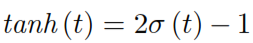 tanh (t) = 2σ (t) − 1